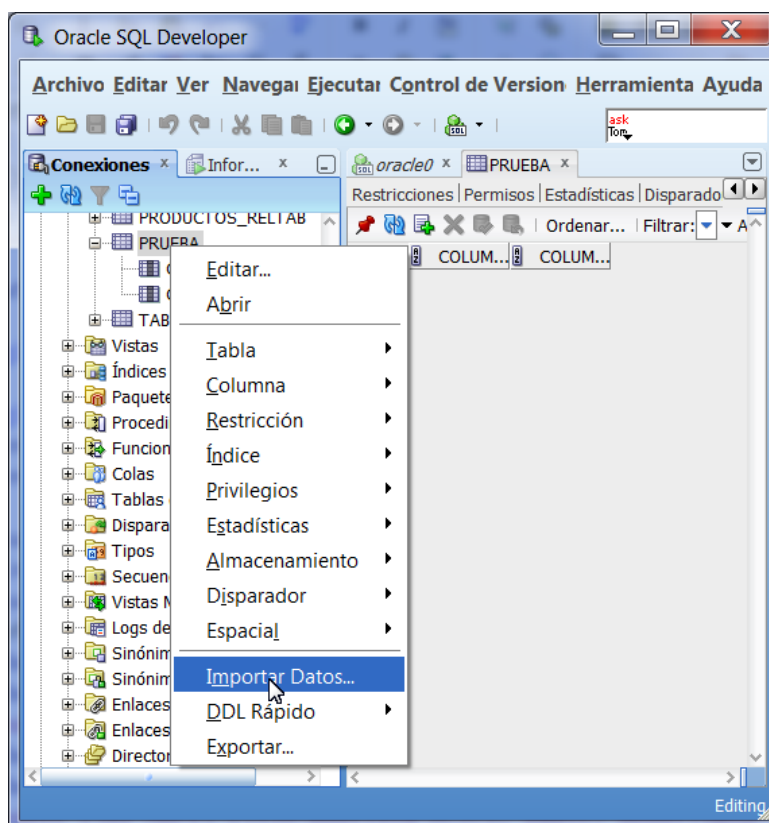 Oracle SQL Developer
Archivo Editar Ver Navegar Ejecutar Control de Version Herramienta Ayuda
ask
Tom
Conexiones Infor... oracle0 PRUEBA
Restricciones Permisos Estadísticas Disparado
Ordenar... Filtrar: A
COLUM... COLUM...
PRODUCTOS_RELTAB
PRUEBA
TAB
Vistas
Índices
Paquete
Procedi
Funcion
Colas
Tablas
Dispara
Tipos
Secuen
Vistas M
Logs de
Sinónim
Sinónim
Enlaces
Enlaces
Director
Editar...
Abrir
Tabla
Columna
Restricción
Índice
Privilegios
Estadísticas
Almacenamiento
Disparador
Espacial
Importar Datos...
DDL Rápido
Exportar...
Editing